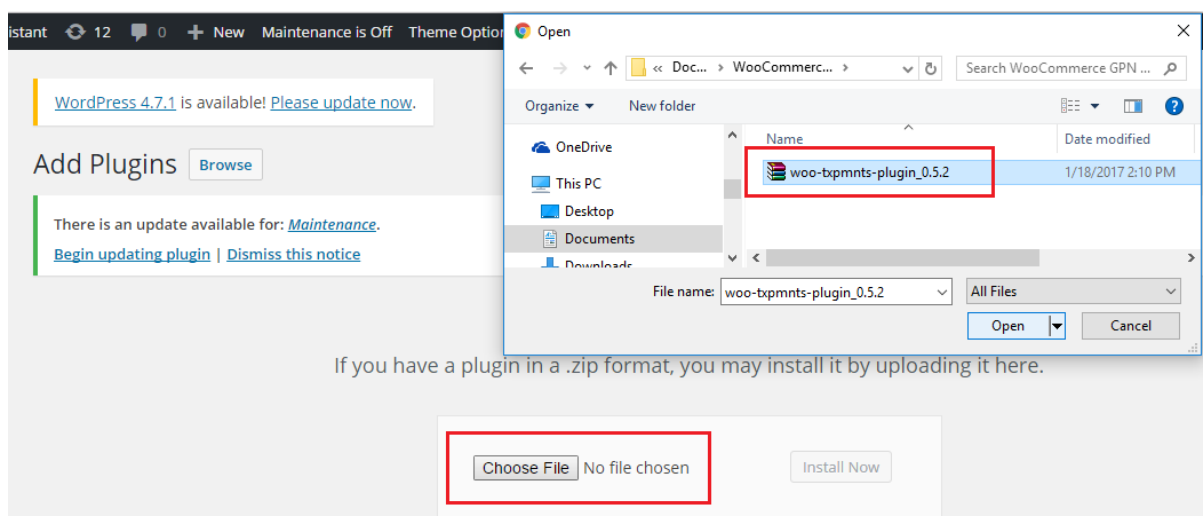 istant 12 0 New Maintenance is Off Theme Option
WordPress 4.7.1 is available! Please update now.
Add Plugins Browse
There is an update available for: Maintenance.
Begin updating plugin | Dismiss this notice
Open
« Doc... › WooCommerc... ›
Search WooCommerce GPN ...
Organize New folder
Name Date modified
OneDrive
This PC
Desktop
Documents
Downloads
woo-txpmnts-plugin_0.5.2 1/18/2017 2:10 PM
File name: woo-txpmnts-plugin_0.5.2 All Files
Open Cancel
If you have a plugin in a .zip format, you may install it by uploading it here.
Choose File No file chosen Install Now